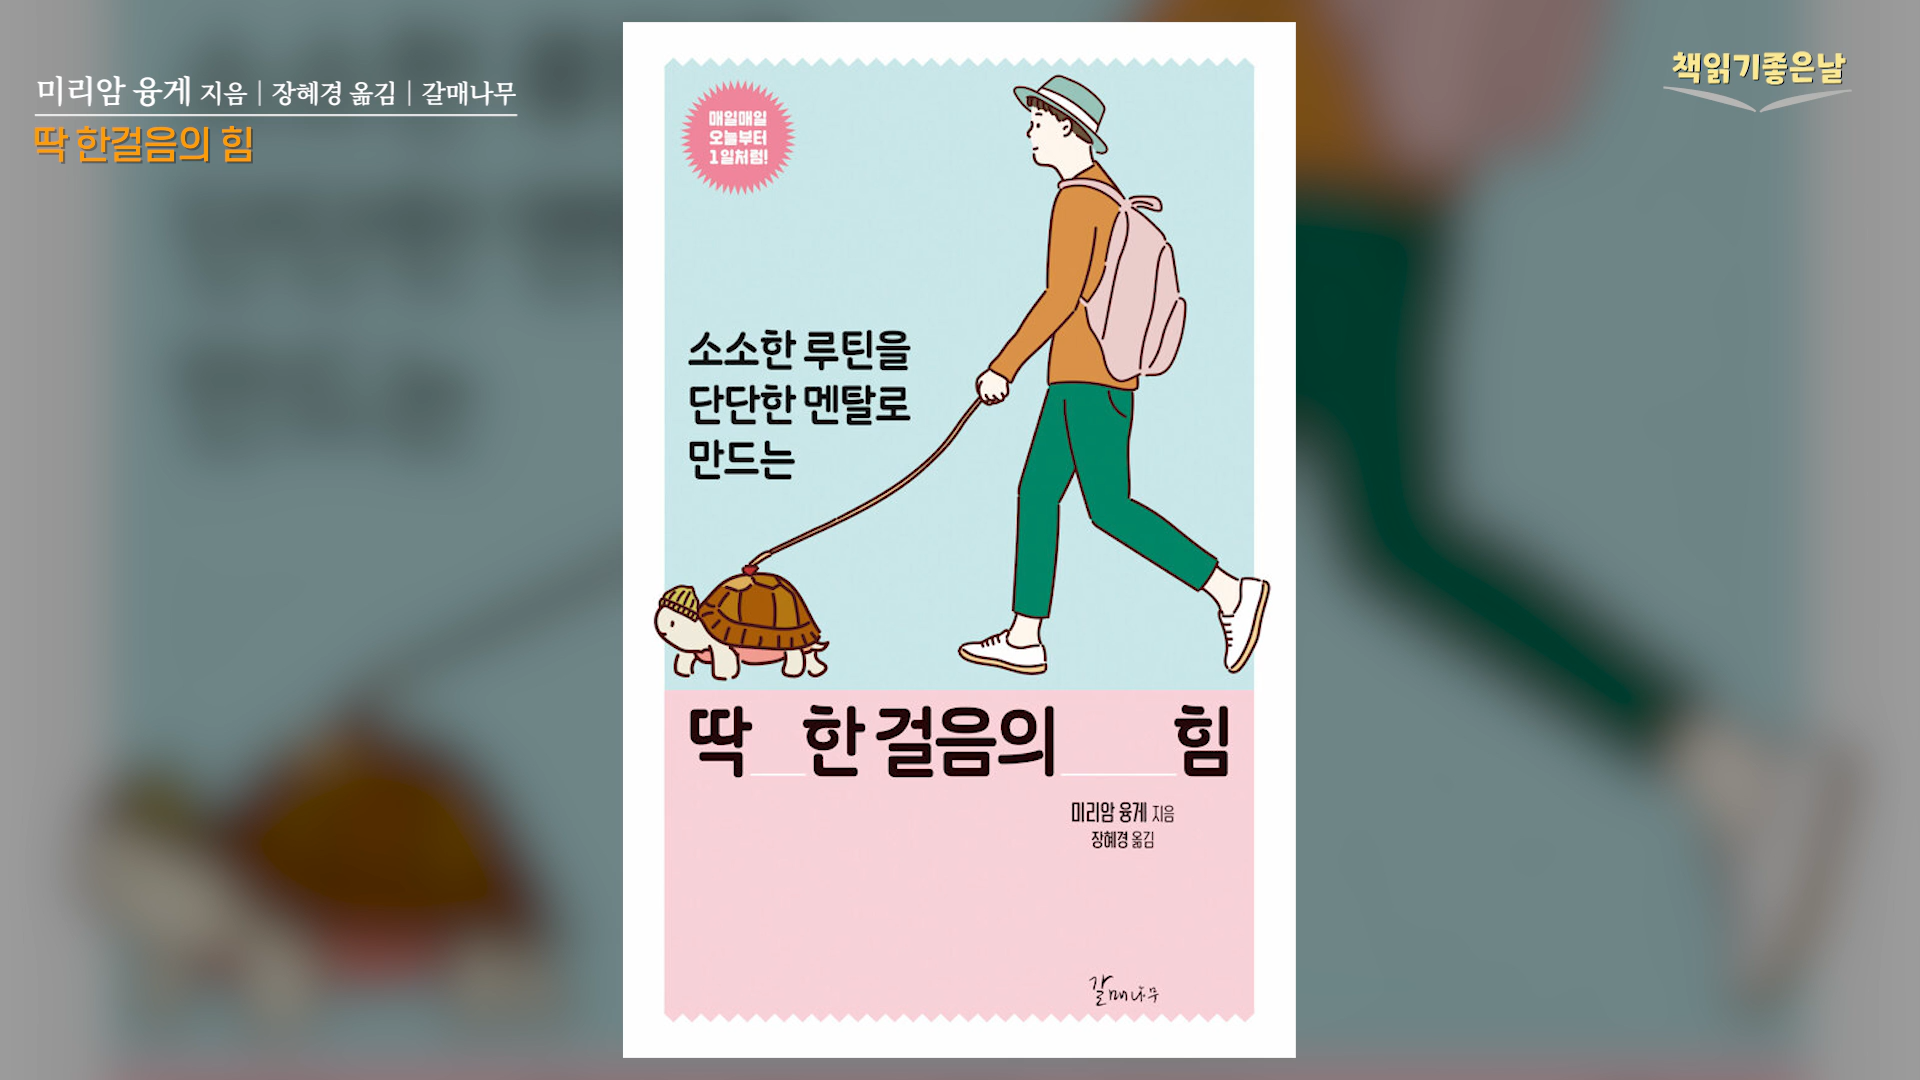 미리암 융게 지음 | 장혜경 옮김 | 갈매나무
딱 한걸음의 힘
책읽기좋은날
매일매일
오늘부터
1일처럼!
소소한 루틴을
단단한 멘탈로
만드는
딱 한 걸음의 힘
미리암 융게 지음
장혜경 옮김
갈매나무